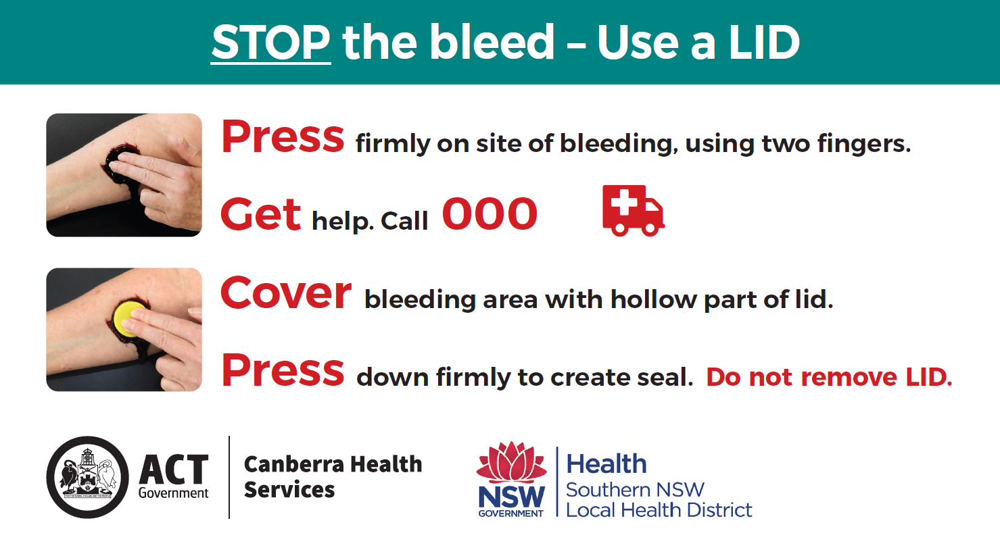 STOP the bleed – Use a LID
Press firmly on site of bleeding, using two fingers.
Get help. Call 000
Cover bleeding area with hollow part of lid.
Press down firmly to create seal. Do not remove LID.
ACT
Government
Canberra Health
Services
NSW
GOVERNMENT
Health
Southern NSW
Local Health District